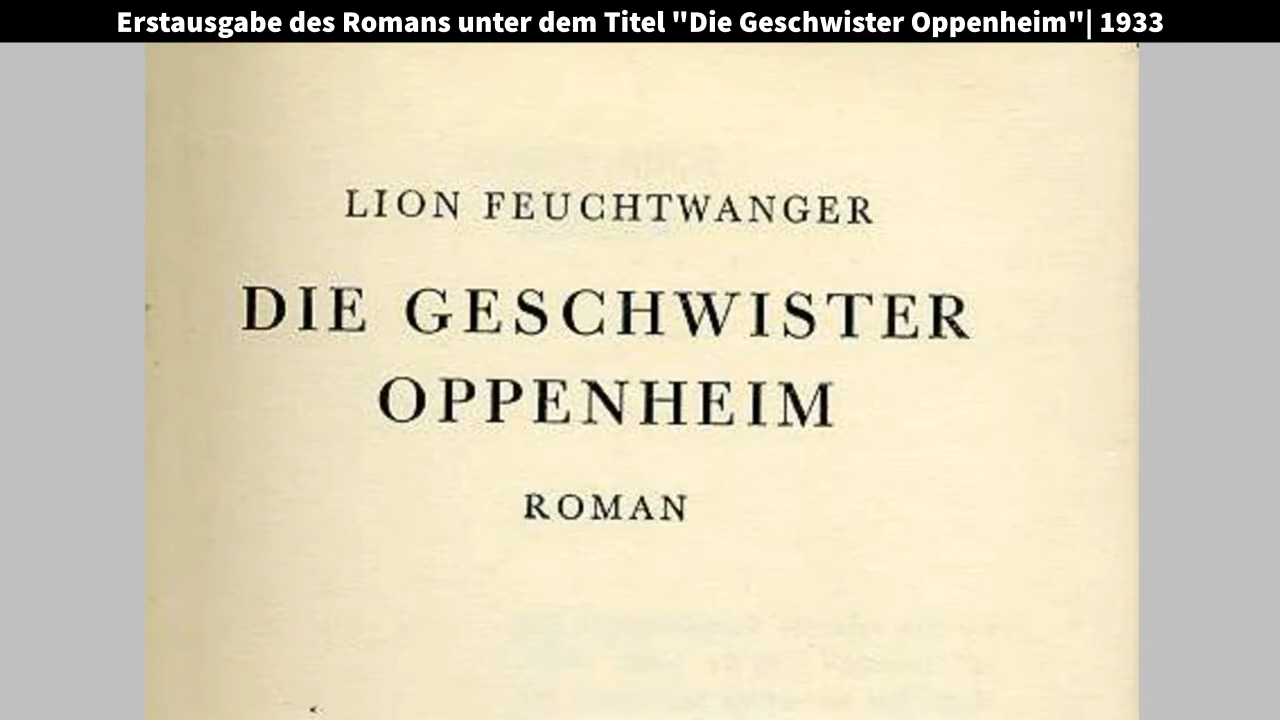 Erstausgabe des Romans unter dem Titel "Die Geschwister Oppenheim"| 1933
LION FEUCHTWANGER
DIE GESCHWISTER
OPPENHEIM
ROMAN